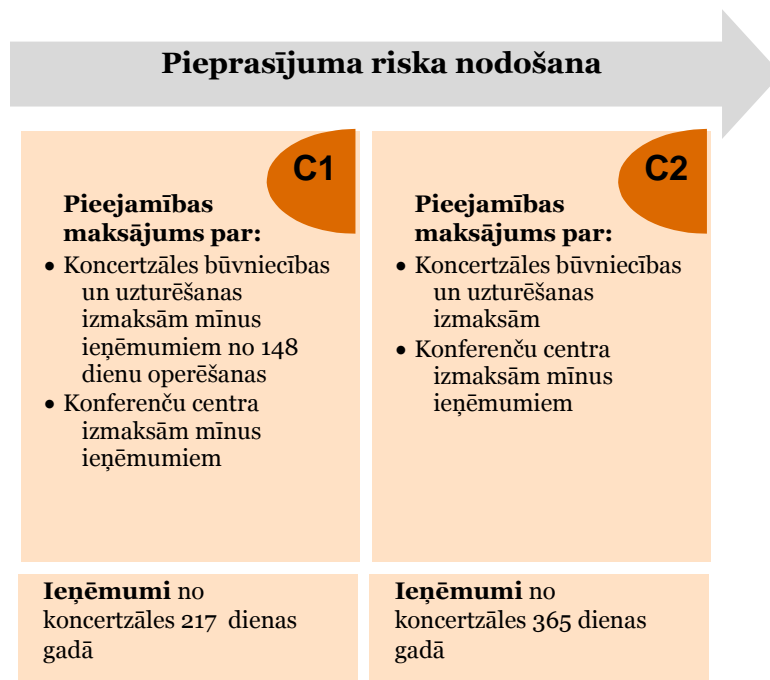 Pieprasījuma riska nodošana
C1
Pieejamības
maksājums par:
• Koncertzāles būvniecības
un uzturēšanas
izmaksām mīnus
ieņēmumiem no 148
dienu operēšanas
• Konferenču centra
izmaksām mīnus
ieņēmumiem
Ieņēmumi no
koncertzāles 217 dienas
gadā
C2
Pieejamības
maksājums par:
• Koncertzāles būvniecības
un uzturēšanas
izmaksām
• Konferenču centra
izmaksām mīnus
ieņēmumiem
Ieņēmumi no
koncertzāles 365 dienas
gadā